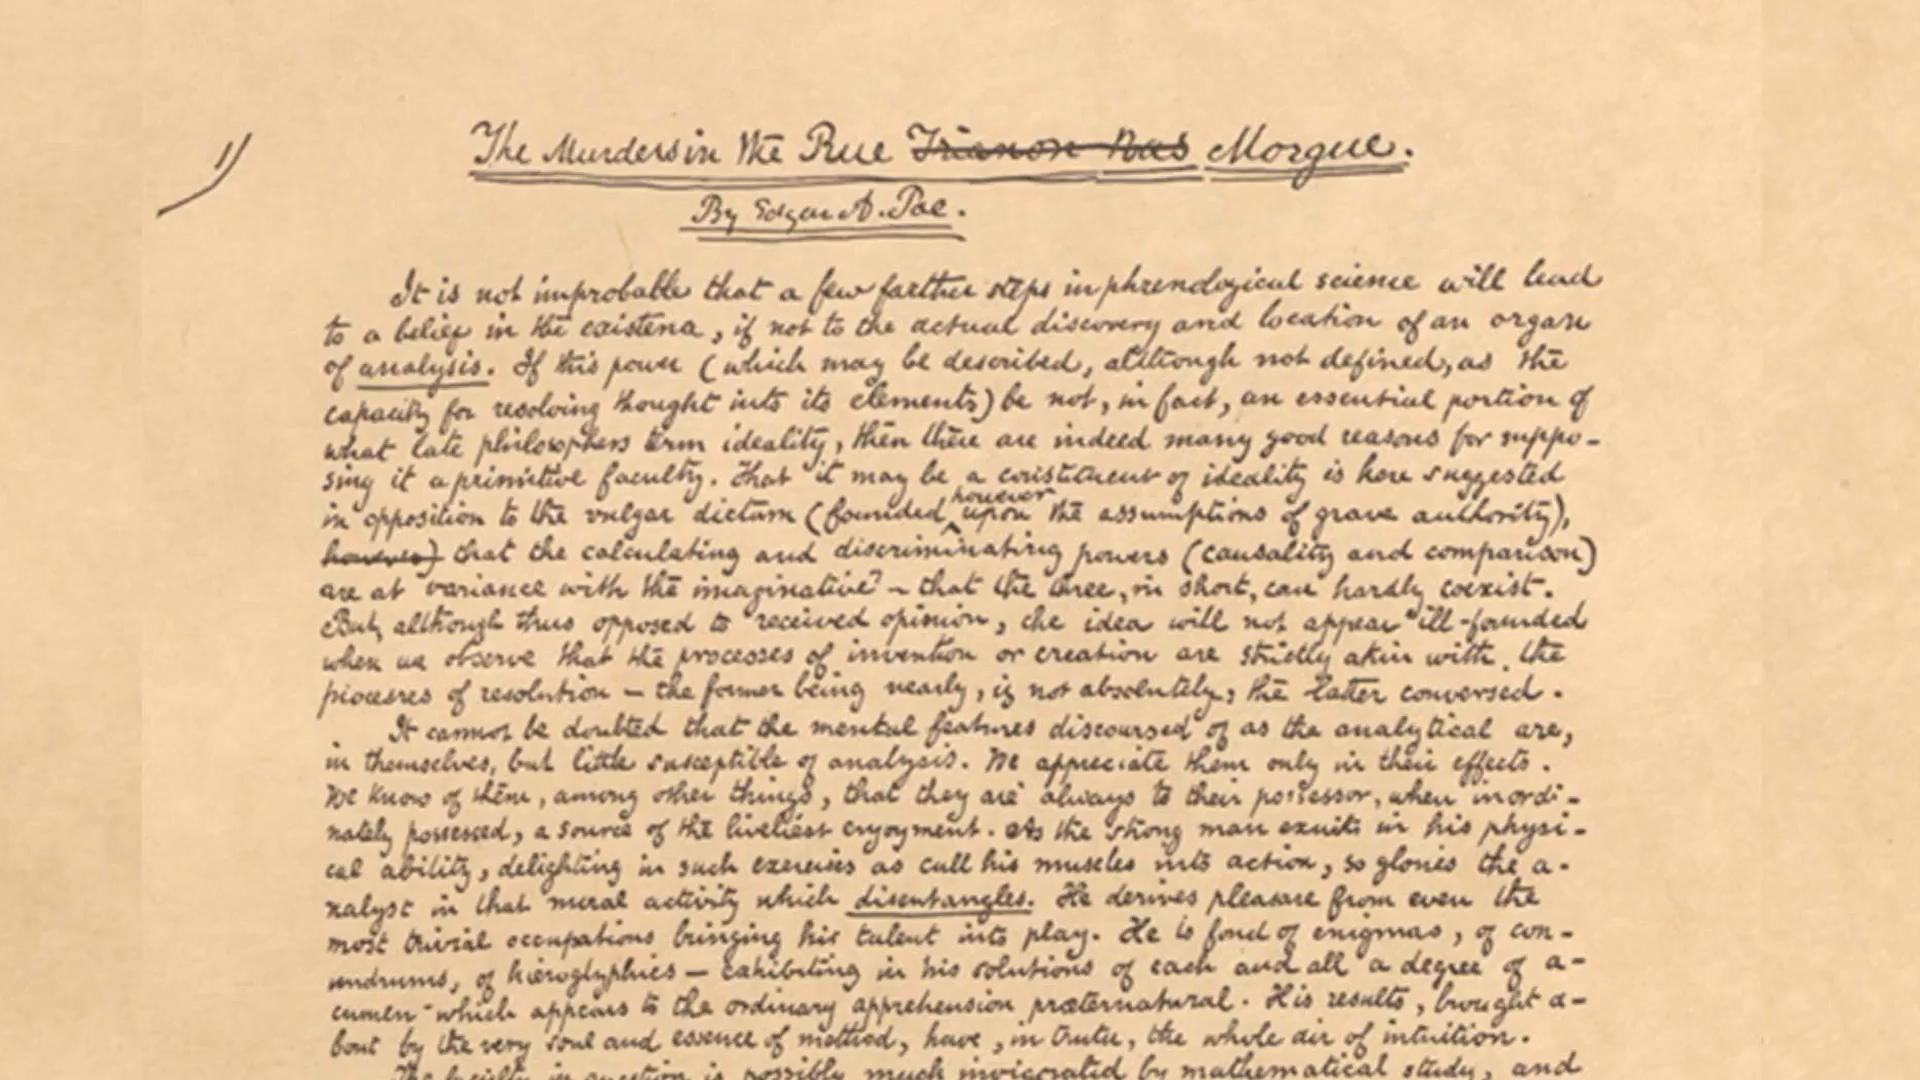 1)
The Murders in the Rue Trianon Bas Morgue.
By Edgar A. Poe.
It is not improbable that a few farther steps in phrenological science will lead
to a belief in the existence, if not to the actual discovery and location of an organ
of analysis. If this power (which may be described, although not defined, as the
capacity for resolving thought into its elements) be not, in fact, an essential portion of
what late philosophers term ideality, then there are indeed many good reasons for suppo-
sing it a primitive faculty. That it may be a constituent of ideality is here suggested
in opposition to the vulgar dictum (founded, however upon the assumptions of grave authority),
however) that the calculating and discriminating powers (causality and comparison)
are at variance with the imaginative — that the three, in short, can hardly coexist.
But, although thus opposed to received opinion, the idea will not appear ill-founded
when we observe that the processes of invention or creation are strictly akin with the
processes of resolution — the former being nearly, if not absolutely, the latter conversed.
It cannot be doubted that the mental features discoursed of as the analytical are,
in themselves, but little susceptible of analysis. We appreciate them only in their effects.
We know of them, among other things, that they are always to their possessor, when inordi-
nately possessed, a source of the liveliest enjoyment. As the strong man exults in his physi-
cal ability, delighting in such exercises as call his muscles into action, so glories the a-
nalyst in that moral activity which disentangles. He derives pleasure from even the
most trivial occupations bringing his talent into play. He is fond of enigmas, of con-
undrums, of hieroglyphics — exhibiting in his solutions of each and all a degree of a-
cumen which appears to the ordinary apprehension præternatural. His results, brought a-
bout by the very soul and essence of method, have, in truth, the whole air of intuition.
The faculty in question is possibly much invigorated by mathematical study, and